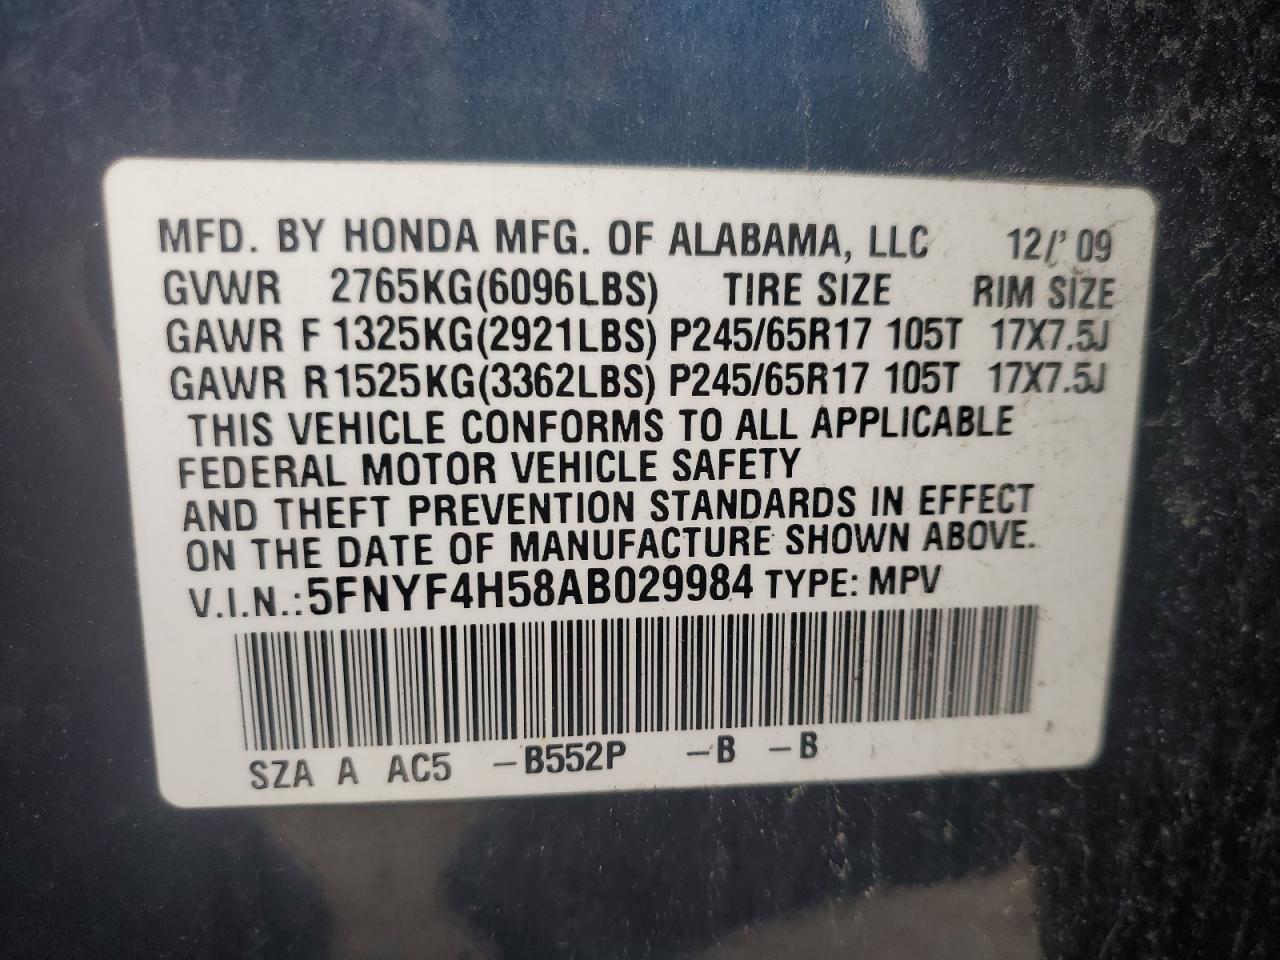 MFD. BY HONDA MFG. OF ALABAMA, LLC 12/' 09
GVWR 2765KG(6096LBS) TIRE SIZE RIM SIZE
GAWR F 1325KG(2921LBS) P245/65R17 105T 17X7.5J
GAWR R 1525KG(3362LBS) P245/65R17 105T 17X7.5J
THIS VEHICLE CONFORMS TO ALL APPLICABLE
FEDERAL MOTOR VEHICLE SAFETY
AND THEFT PREVENTION STANDARDS IN EFFECT
ON THE DATE OF MANUFACTURE SHOWN ABOVE.
V.I.N.: 5FNYF4H58AB029984 TYPE: MPV
SZA A AC5 -B552P -B -B